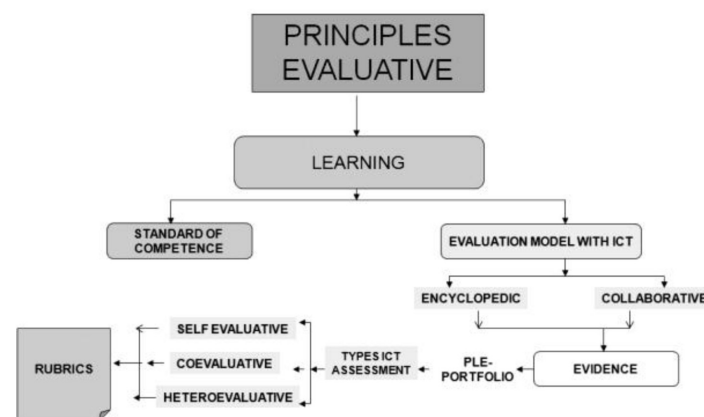 PRINCIPLES
EVALUATIVE
LEARNING
STANDARD OF
COMPETENCE
EVALUATION MODEL WITH ICT
ENCYCLOPEDIC
COLLABORATIVE
SELF EVALUATIVE
COEVALUATIVE
HETEROEVALUATIVE
RUBRICS
TYPES ICT
ASSESSMENT
PLE-
PORTFOLIO
EVIDENCE